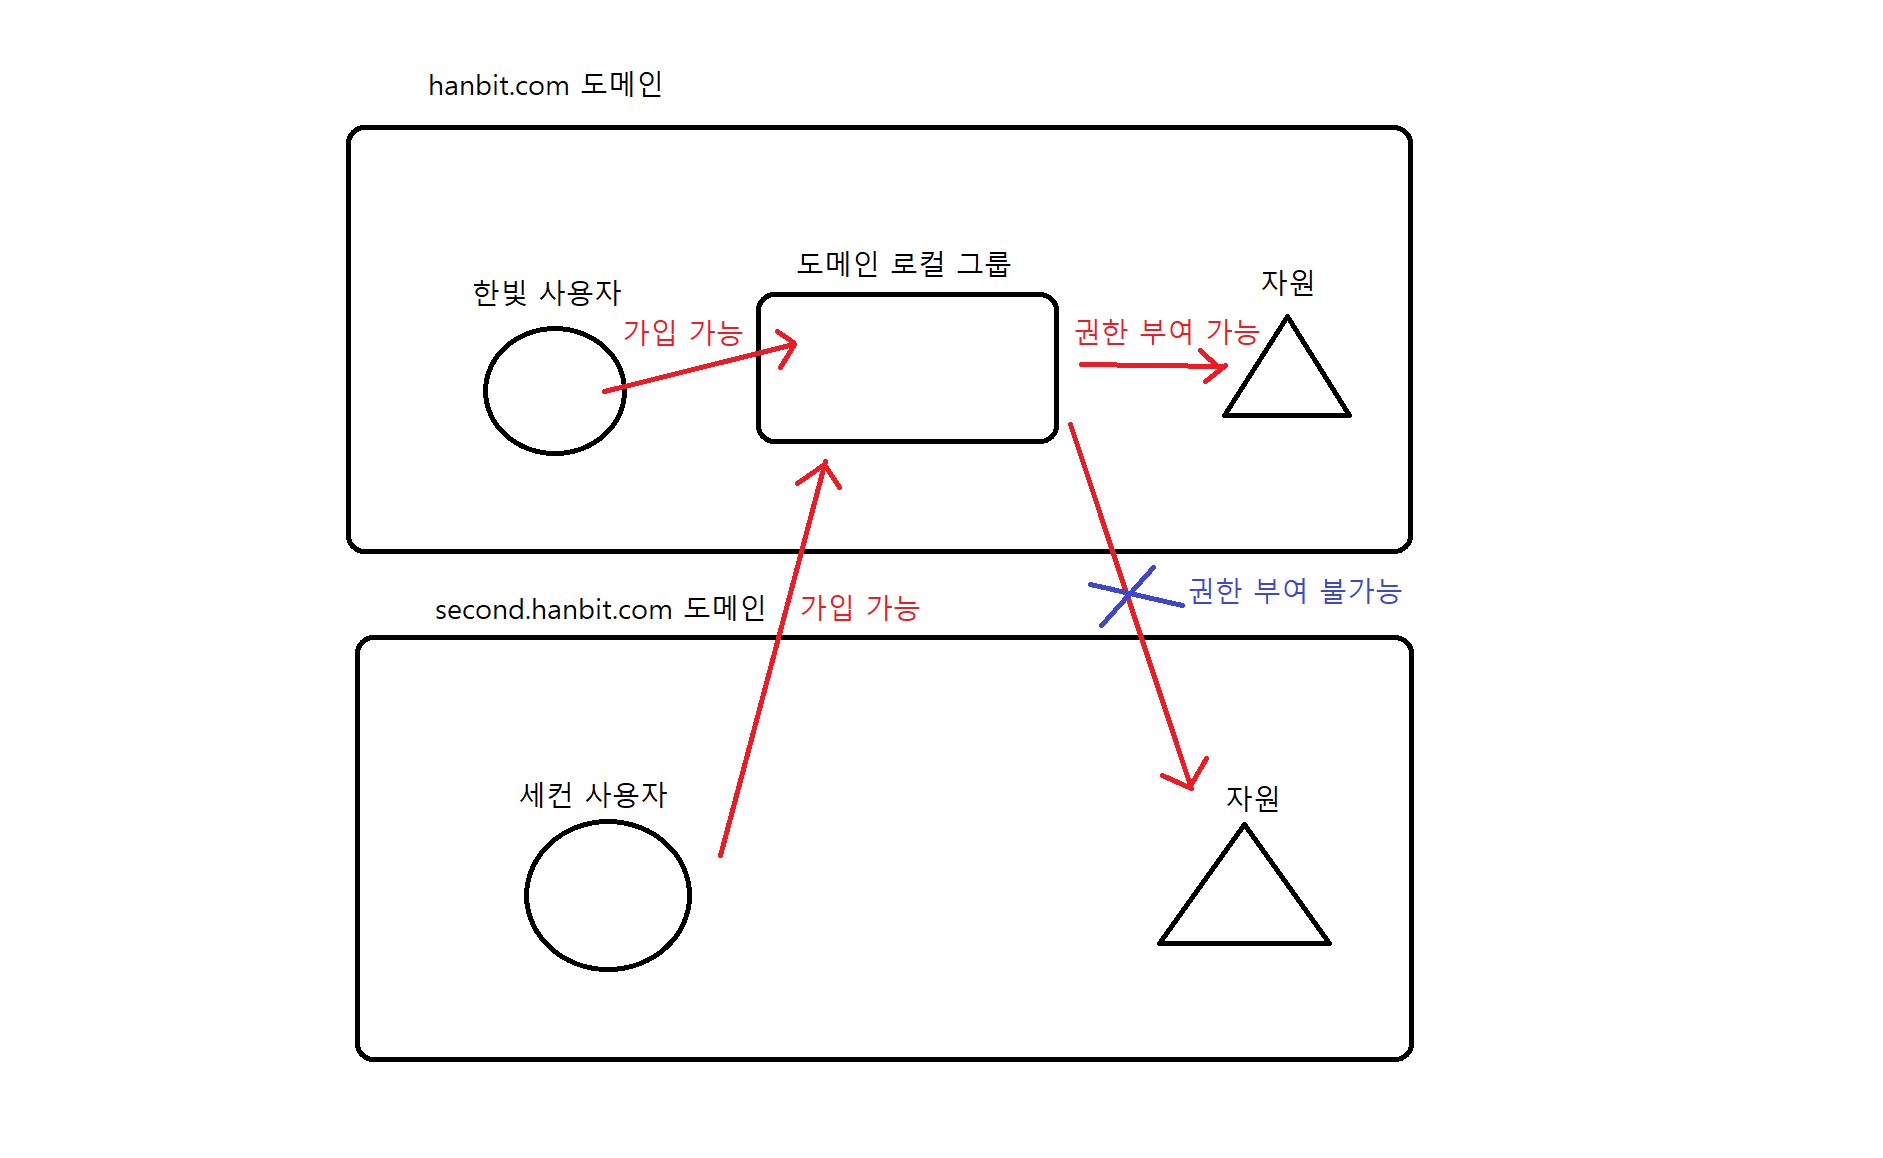 hanbit.com 도메인
도메인 로컬 그룹
한빛 사용자
자원
가입 가능
권한 부여 가능
second.hanbit.com 도메인
가입 가능
권한 부여 불가능
세컨 사용자
자원